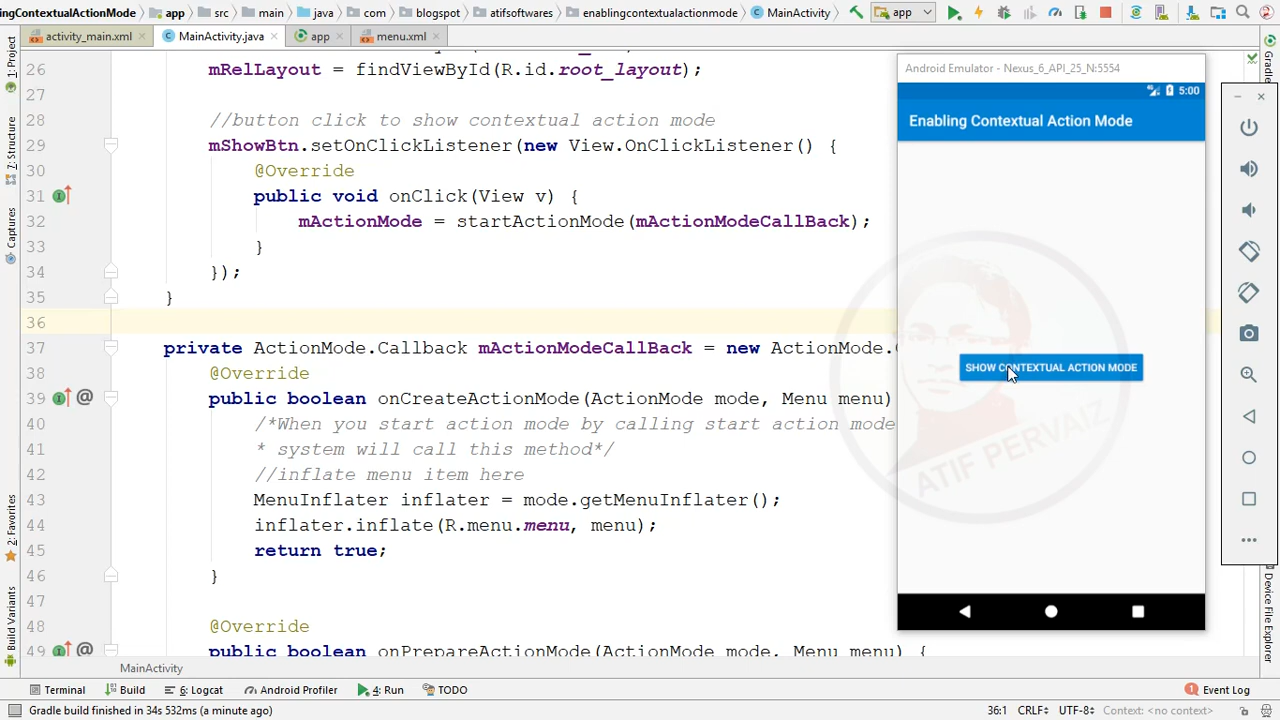 ingContextualActionMode app src main java com blogspot atifsoftwares enablingcontextualactionmode MainActivity app
activity_main.xml MainActivity.java app menu.xml
26 mRelLayout = findViewById(R.id.root_layout);
27
28 //button click to show contextual action mode
29 mShowBtn.setOnClickListener(new View.OnClickListener() {
30 @Override
31 public void onClick(View v) {
32 mActionMode = startActionMode(mActionModeCallBack);
33 }
34 });
35 }
36
37 private ActionMode.Callback mActionModeCallBack = new ActionMode.
38 @Override
39 @ public boolean onCreateActionMode(ActionMode mode, Menu menu)
40 /*When you start action mode by calling start action mode
41 * system will call this method*/
42 //inflate menu item here
43 MenuInflater inflater = mode.getMenuInflater();
44 inflater.inflate(R.menu.menu, menu);
45 return true;
46 }
47
48 @Override
49 @ public boolean onPrepareActionMode(ActionMode mode, Menu menu) {
MainActivity
1: Project
7: Structure
Captures
2: Favorites
Build Variants
Gradle
Device File Explorer
Android Emulator - Nexus_6_API_25_N:5554
5:00
Enabling Contextual Action Mode
SHOW CONTEXTUAL ACTION MODE
ATIF PERVAIZ
Terminal Build 6: Logcat Android Profiler 4: Run TODO Event Log
Gradle build finished in 34s 532ms (a minute ago) 36:1 CRLF÷ UTF-8÷ Context: <no context>